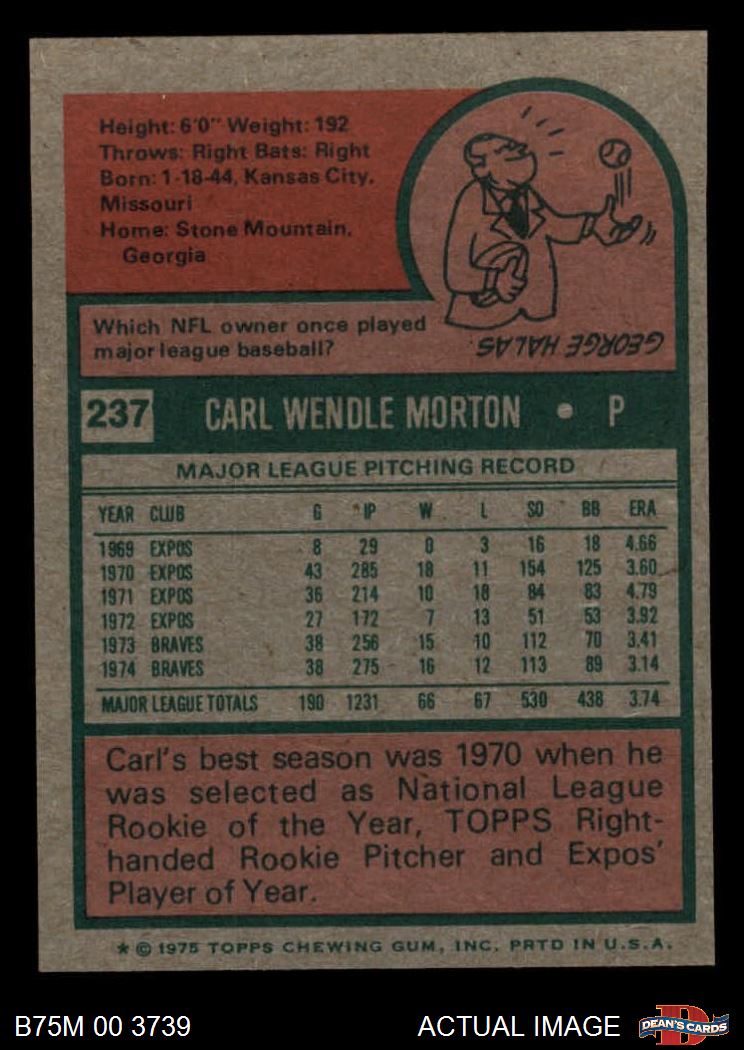 Height: 6'0" Weight: 192
Throws: Right Bats: Right
Born: 1-18-44, Kansas City,
Missouri
Home: Stone Mountain,
Georgia
Which NFL owner once played
major league baseball?
GEORGE HALAS
237 CARL WENDLE MORTON • P
MAJOR LEAGUE PITCHING RECORD
YEAR CLUB G IP W L SO BB ERA
1969 EXPOS 8 29 0 3 16 18 4.66
1970 EXPOS 43 285 18 11 154 125 3.60
1971 EXPOS 36 214 10 18 84 83 4.79
1972 EXPOS 27 172 7 13 51 53 3.92
1973 BRAVES 38 256 15 10 112 70 3.41
1974 BRAVES 38 275 16 12 113 89 3.14
MAJOR LEAGUE TOTALS 190 1231 66 67 530 438 3.74
Carl's best season was 1970 when he
was selected as National League
Rookie of the Year, TOPPS Right-
handed Rookie Pitcher and Expos'
Player of Year.
* © 1975 TOPPS CHEWING GUM, INC. PRTD IN U.S.A.
B75M 00 3739 ACTUAL IMAGE D DEAN'S CARDS